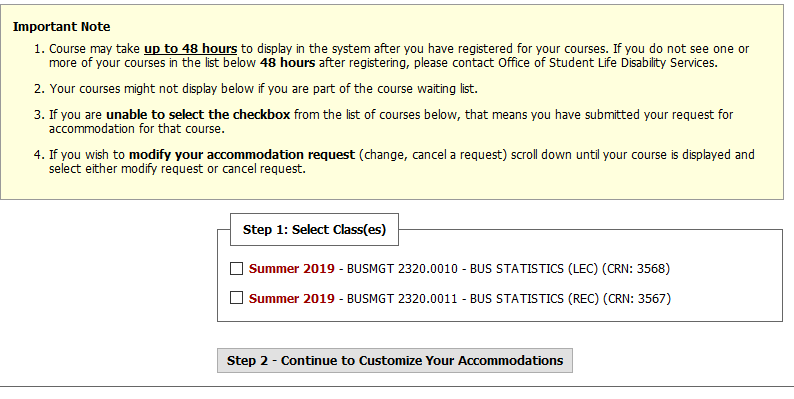 Important Note
1. Course may take up to 48 hours to display in the system after you have registered for your courses. If you do not see one or
more of your courses in the list below 48 hours after registering, please contact Office of Student Life Disability Services.
2. Your courses might not display below if you are part of the course waiting list.
3. If you are unable to select the checkbox from the list of courses below, that means you have submitted your request for
accommodation for that course.
4. If you wish to modify your accommodation request (change, cancel a request) scroll down until your course is displayed and
select either modify request or cancel request.
Step 1: Select Class(es)
Summer 2019 - BUSMGT 2320.0010 - BUS STATISTICS (LEC) (CRN: 3568)
Summer 2019 - BUSMGT 2320.0011 - BUS STATISTICS (REC) (CRN: 3567)
Step 2 - Continue to Customize Your Accommodations